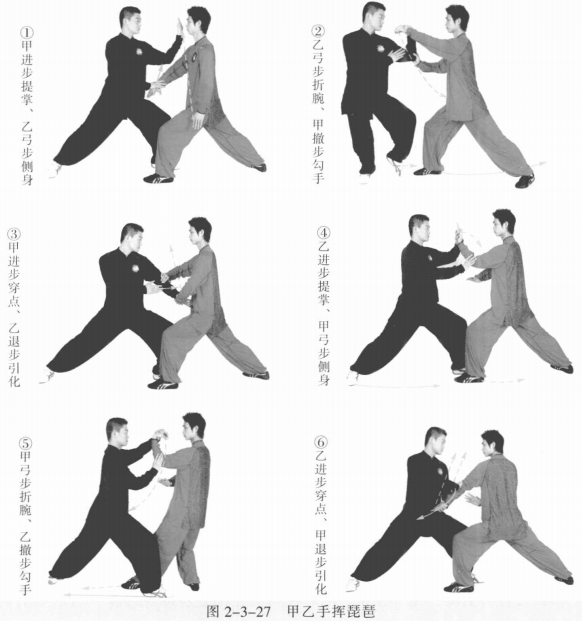 ①甲进步提掌、乙弓步侧身
②乙弓步折腕、甲撤步勾手
③甲进步穿点、乙退步引化
④乙进步提掌、甲弓步侧身
⑤甲弓步折腕、乙撤步勾手
⑥乙进步穿点、甲退步引化
图 2-3-27 甲乙手挥琵琶